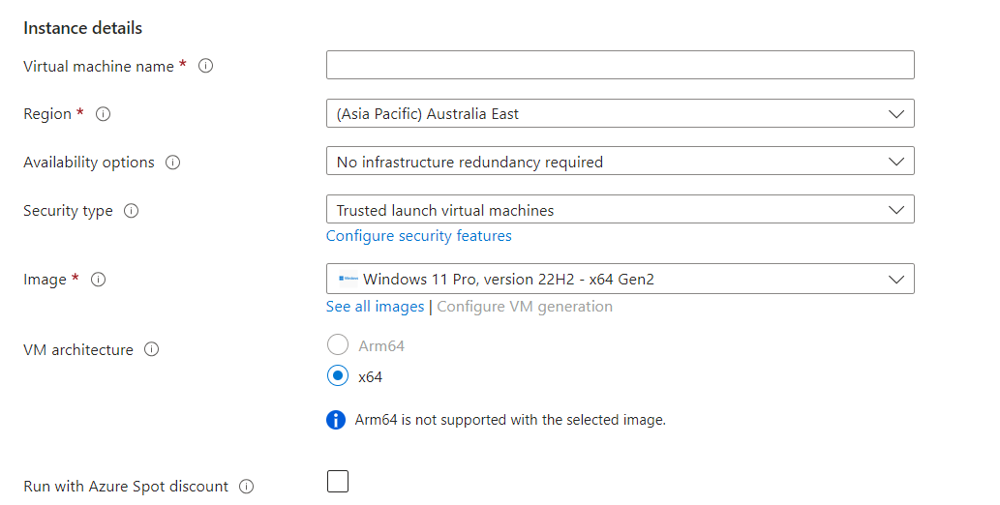 Instance details
Virtual machine name *
Region * (Asia Pacific) Australia East
Availability options No infrastructure redundancy required
Security type Trusted launch virtual machines
Configure security features
Image * Windows 11 Pro, version 22H2 - x64 Gen2
See all images | Configure VM generation
VM architecture Arm64
x64
Arm64 is not supported with the selected image.
Run with Azure Spot discount